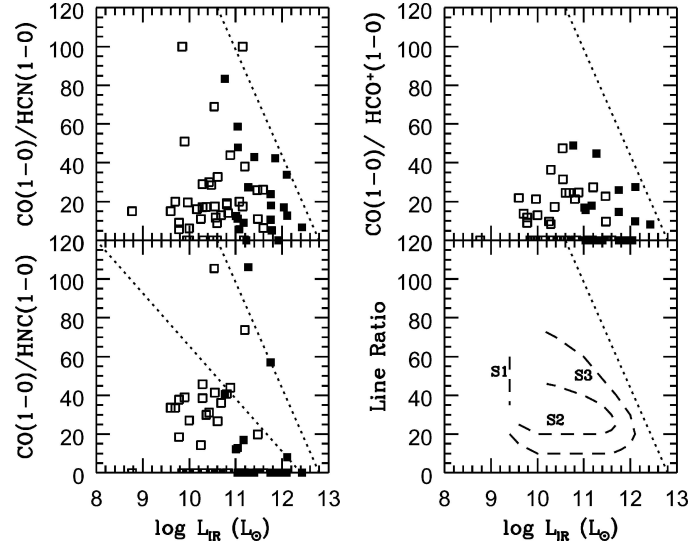 120
100
80
60
40
20
CO(1-0)/HCN(1-0)
120
100
80
60
40
20
CO(1-0)/ HCO+(1-0)
120
100
80
60
40
20
0
CO(1-0)/HNC(1-0)
8 9 10 11 12 13
log L_IR (L⊙)
120
100
80
60
40
20
0
Line Ratio
S1
S2
S3
8 9 10 11 12 13
log L_IR (L⊙)